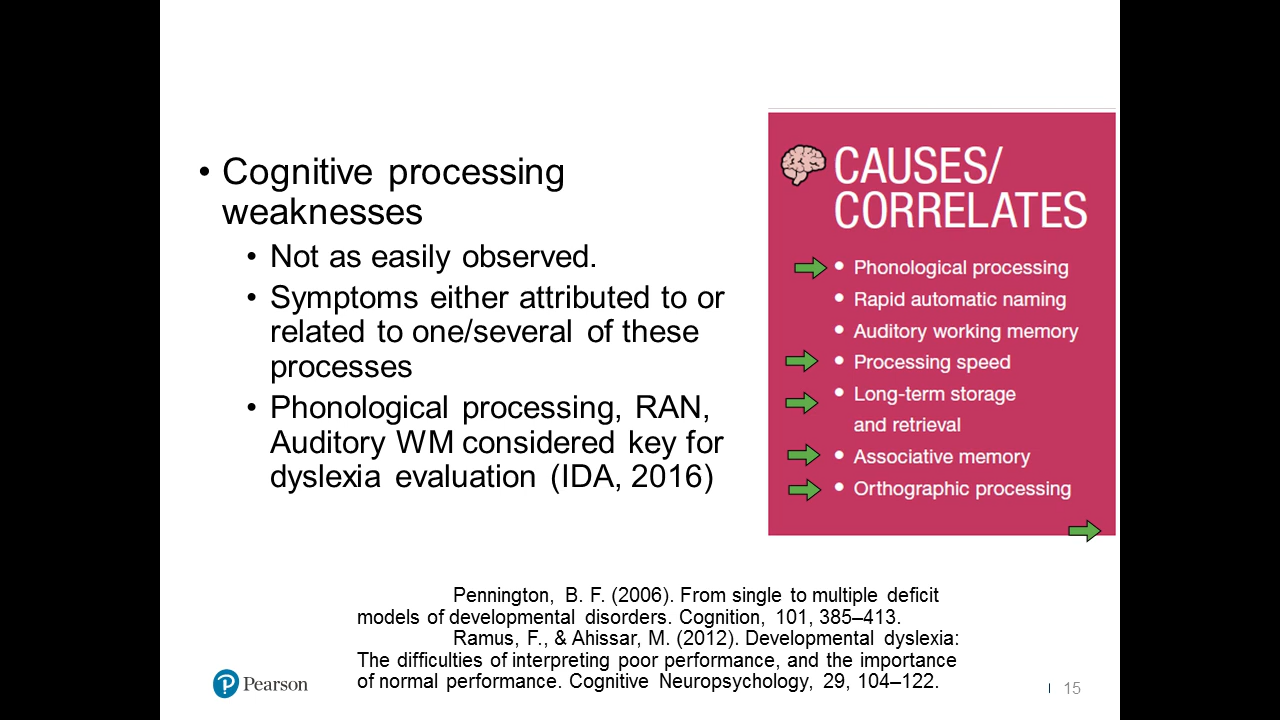 • Cognitive processing
weaknesses
• Not as easily observed.
• Symptoms either attributed to or
related to one/several of these
processes
• Phonological processing, RAN,
Auditory WM considered key for
dyslexia evaluation (IDA, 2016)
CAUSES/
CORRELATES
• Phonological processing
• Rapid automatic naming
• Auditory working memory
• Processing speed
• Long-term storage
and retrieval
• Associative memory
• Orthographic processing
Pennington, B. F. (2006). From single to multiple deficit
models of developmental disorders. Cognition, 101, 385–413.
Ramus, F., & Ahissar, M. (2012). Developmental dyslexia:
The difficulties of interpreting poor performance, and the importance
of normal performance. Cognitive Neuropsychology, 29, 104–122.
P Pearson
| 15